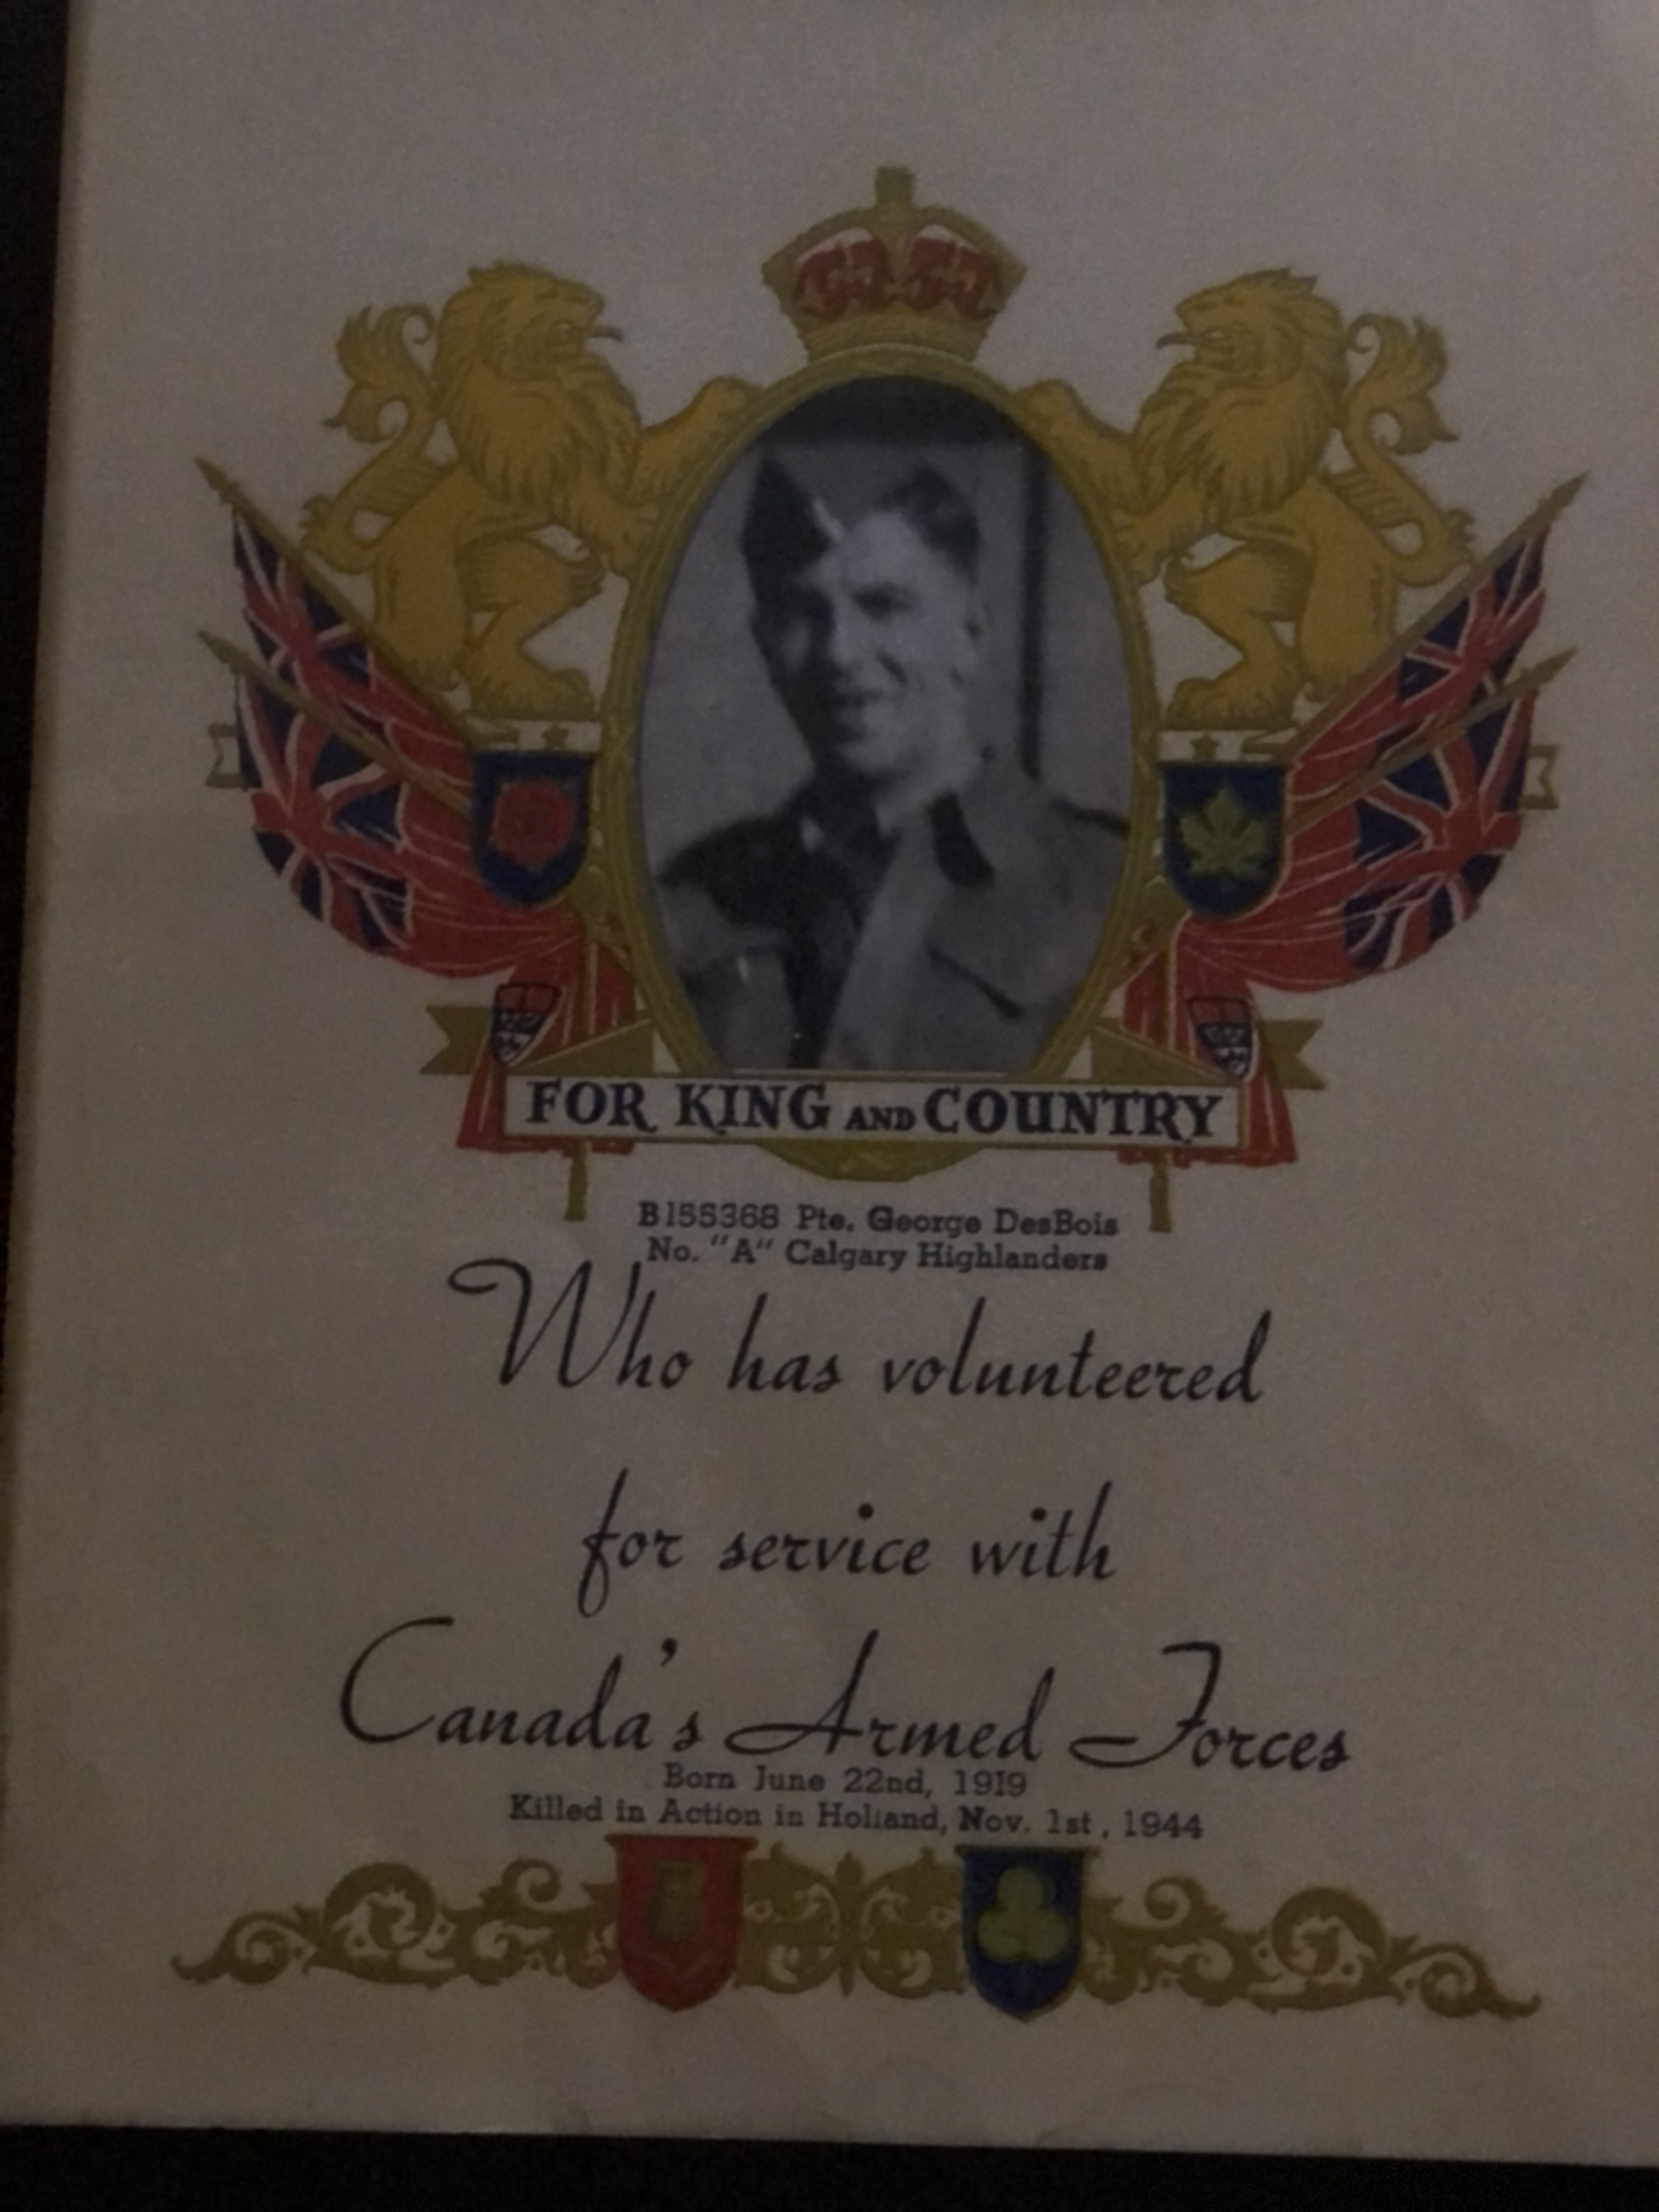 FOR KING AND COUNTRY
B155368 Pte. George DesBois
No. "A" Calgary Highlanders
Who has volunteered
for service with
Canada's Armed Forces
Born June 22nd, 1919
Killed in Action in Holland, Nov. 1st, 1944